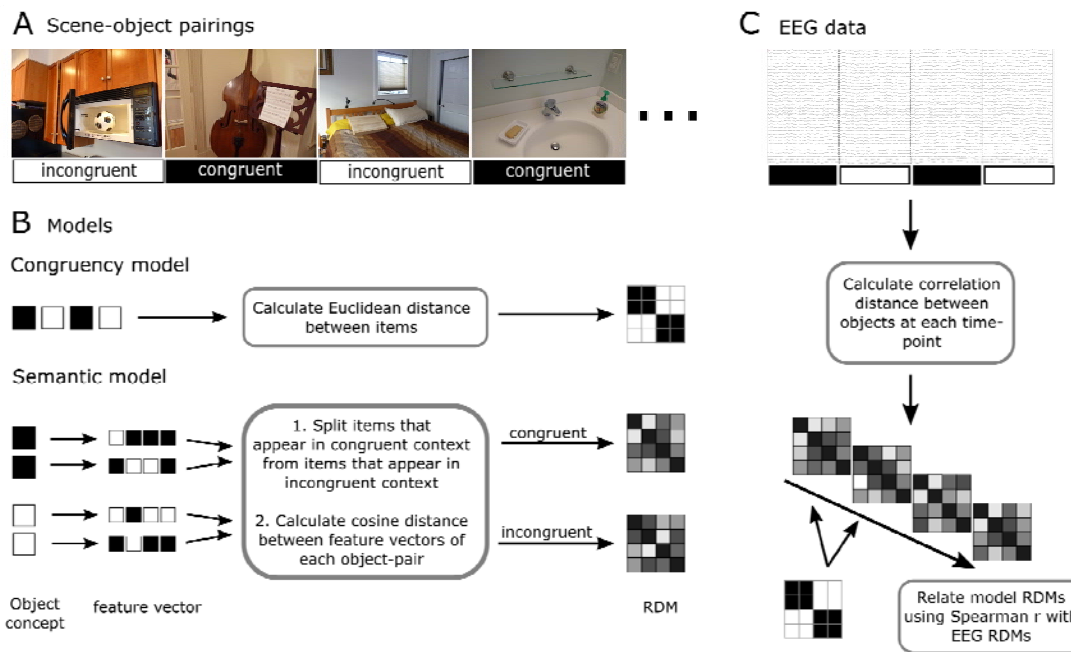 A Scene-object pairings
incongruent
congruent
incongruent
congruent
B Models
Congruency model
Calculate Euclidean distance
between items
Semantic model
1. Split items that
appear in congruent context
from items that appear in
incongruent context
2. Calculate cosine distance
between feature vectors of
each object-pair
congruent
incongruent
Object
concept
feature vector
RDM
C EEG data
Calculate correlation
distance between
objects at each time-
point
Relate model RDMs
using Spearman r with
EEG RDMs